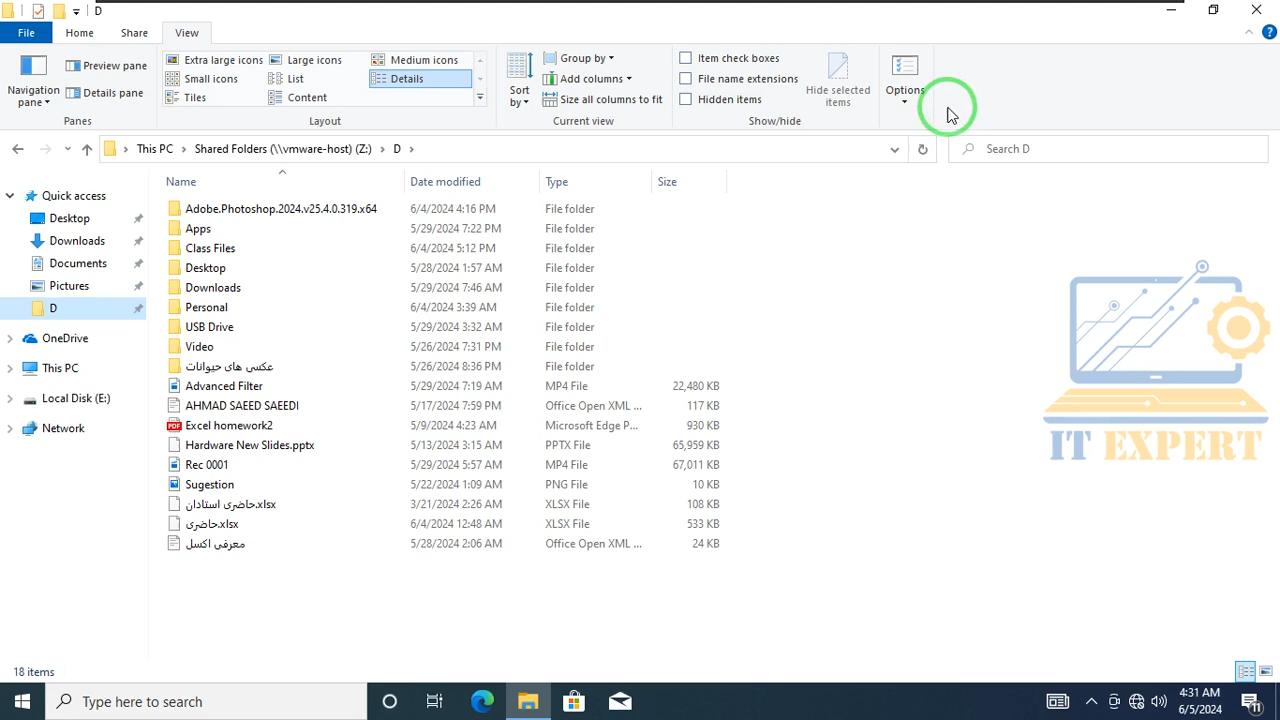 D
File
Home
Share
View
Navigation pane
Preview pane
Details pane
Panes
Extra large icons
Large icons
Medium icons
Small icons
List
Details
Tiles
Content
Layout
Sort by
Group by
Add columns
Size all columns to fit
Current view
Item check boxes
File name extensions
Hidden items
Hide selected items
Show/hide
Options
This PC
Shared Folders (\\vmware-host) (Z:)
D
Search D
Name Date modified Type Size
Quick access
Desktop
Downloads
Documents
Pictures
D
OneDrive
This PC
Local Disk (E:)
Network
Adobe.Photoshop.2024.v25.4.0.319.x64 6/4/2024 4:16 PM File folder
Apps 5/29/2024 7:22 PM File folder
Class Files 6/4/2024 5:12 PM File folder
Desktop 5/28/2024 1:57 AM File folder
Downloads 5/29/2024 7:46 AM File folder
Personal 6/4/2024 3:39 AM File folder
USB Drive 5/29/2024 3:32 AM File folder
Video 5/26/2024 7:31 PM File folder
عکسی های حیوانات 5/26/2024 8:36 PM File folder
Advanced Filter 5/29/2024 7:19 AM MP4 File 22,480 KB
AHMAD SAEED SAEEDI 5/17/2024 7:59 PM Office Open XML ... 117 KB
Excel homework2 5/9/2024 4:23 AM Microsoft Edge P... 930 KB
Hardware New Slides.pptx 5/13/2024 3:15 AM PPTX File 65,959 KB
Rec 0001 5/29/2024 5:57 AM MP4 File 67,011 KB
Sugestion 5/22/2024 1:09 AM PNG File 10 KB
حاضری استادان.xlsx 3/21/2024 2:26 AM XLSX File 108 KB
حاضری.xlsx 6/4/2024 12:48 AM XLSX File 533 KB
معرفی اکسل 5/28/2024 2:06 AM Office Open XML ... 24 KB
IT EXPERT
18 items
Type here to search
4:31 AM
6/5/2024
11